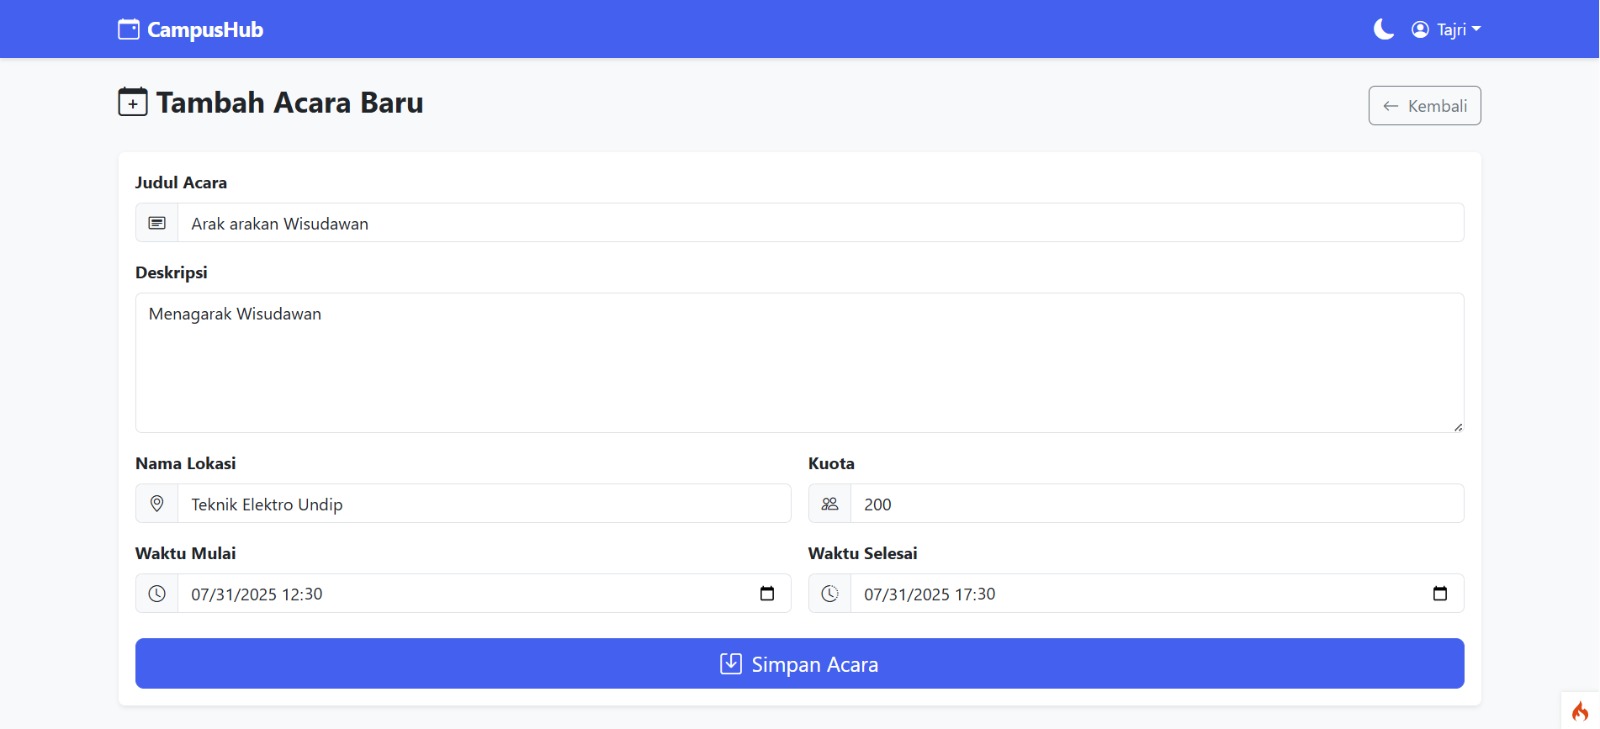 CampusHub
Tajri
Tambah Acara Baru
Kembali
Judul Acara
Arak arakan Wisudawan
Deskripsi
Menagarak Wisudawan
Nama Lokasi
Kuota
Teknik Elektro Undip
200
Waktu Mulai
Waktu Selesai
07/31/2025 12:30
07/31/2025 17:30
Simpan Acara